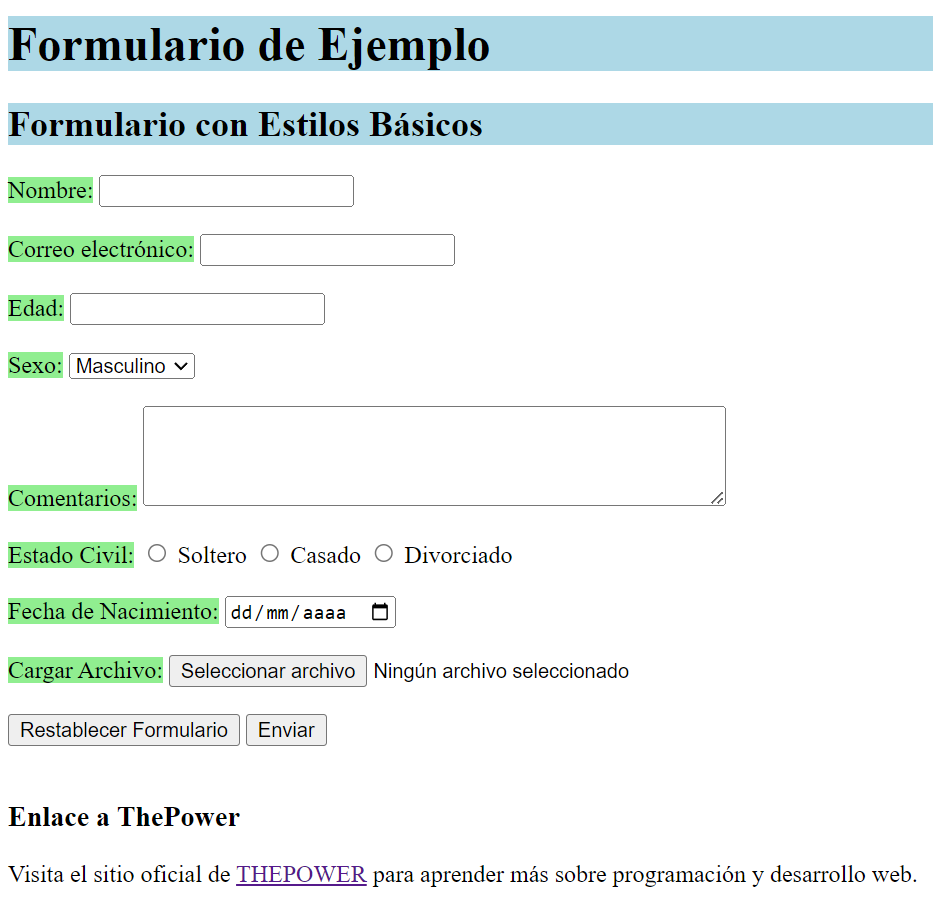 Formulario de Ejemplo
Formulario con Estilos Básicos
Nombre:
Correo electrónico:
Edad:
Sexo: Masculino
Comentarios:
Estado Civil: Soltero Casado Divorciado
Fecha de Nacimiento: dd/mm/aaaa
Cargar Archivo: Seleccionar archivo Ningún archivo seleccionado
Restablecer Formulario Enviar
Enlace a ThePower
Visita el sitio oficial de THEPOWER para aprender más sobre programación y desarrollo web.